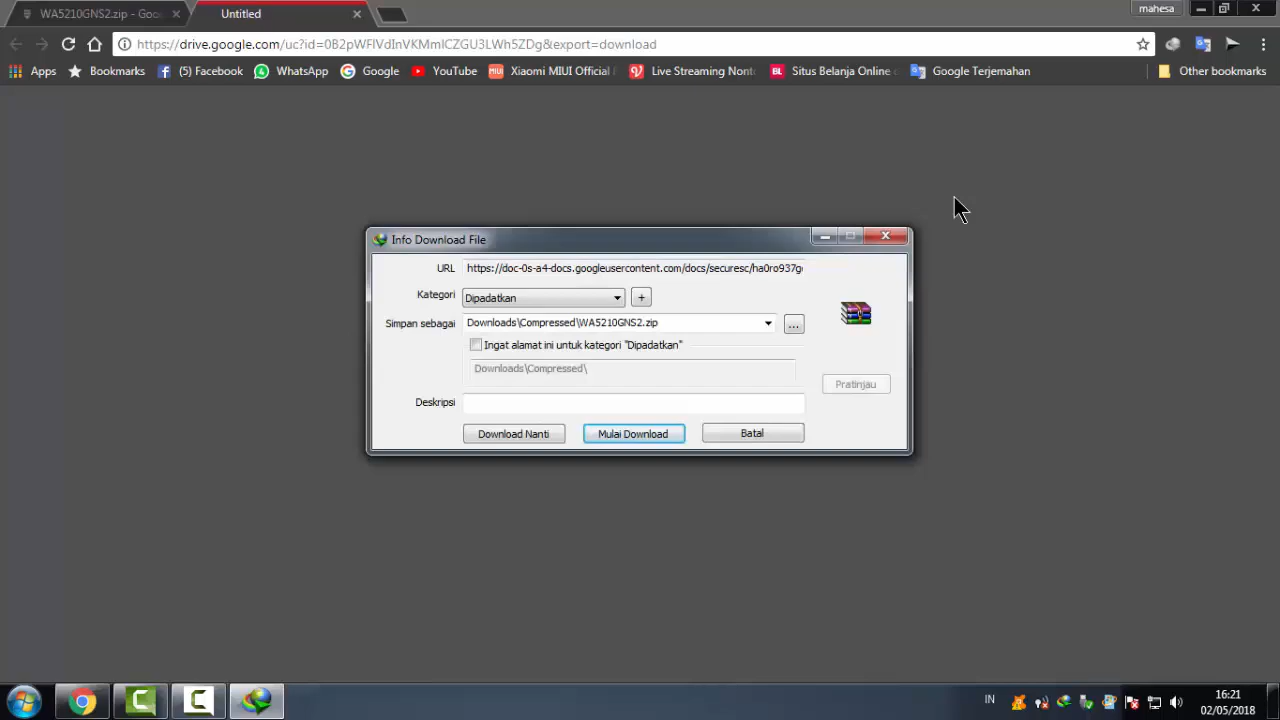 WA5210GNS2.zip - Goo
Untitled
mahesa
https://drive.google.com/uc?id=0B2pWFlVdInVKMmlCZGU3LWh5ZDg&export=download
Apps
Bookmarks
(5) Facebook
WhatsApp
Google
YouTube
Xiaomi MIUI Official
Live Streaming Nont
Situs Belanja Online
Google Terjemahan
Other bookmarks
Info Download File
URL https://doc-0s-a4-docs.googleusercontent.com/docs/securesc/ha0ro937g
Kategori Dipadatkan +
Simpan sebagai Downloads\Compressed\WA5210GNS2.zip ...
Ingat alamat ini untuk kategori "Dipadatkan"
Downloads\Compressed\
Pratinjau
Deskripsi
Download Nanti Mulai Download Batal
IN
16:21
02/05/2018